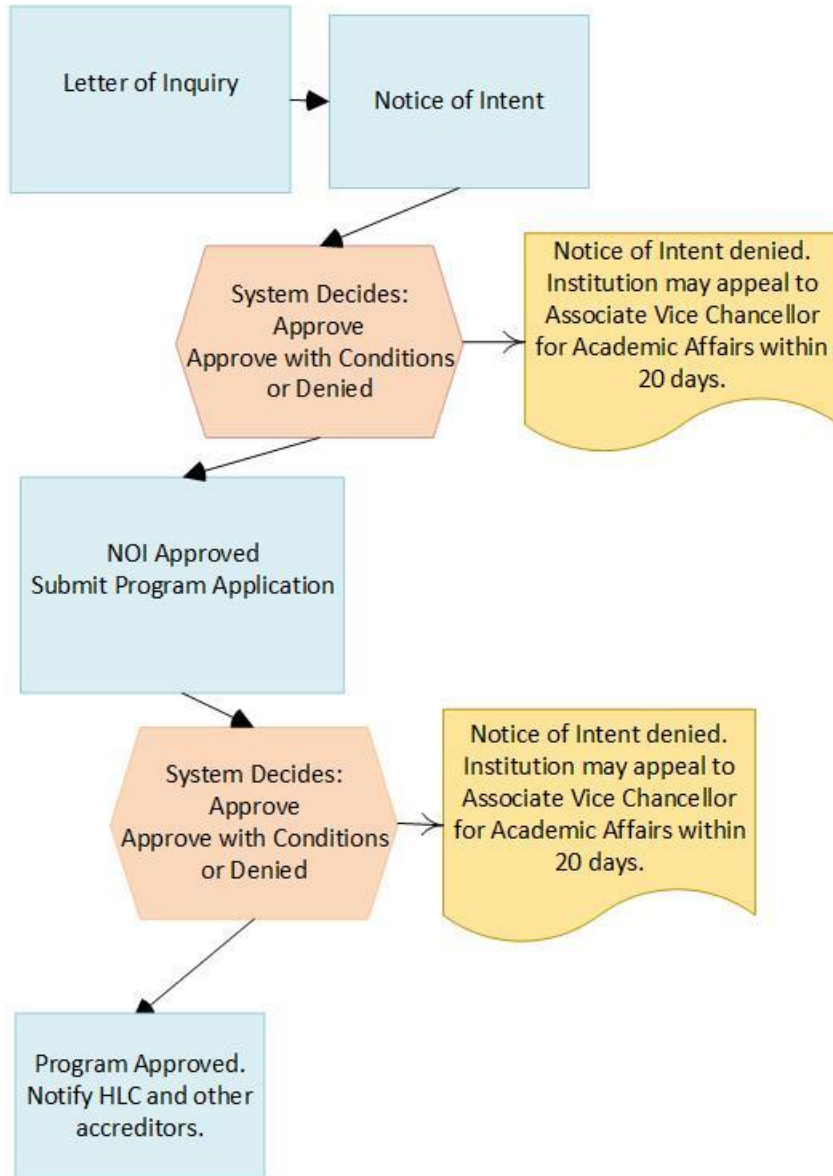 Letter of Inquiry
Notice of Intent
System Decides:
Approve
Approve with Conditions
or Denied
Notice of Intent denied.
Institution may appeal to
Associate Vice Chancellor
for Academic Affairs within
20 days.
NOI Approved
Submit Program Application
System Decides:
Approve
Approve with Conditions
or Denied
Notice of Intent denied.
Institution may appeal to
Associate Vice Chancellor
for Academic Affairs within
20 days.
Program Approved.
Notify HLC and other
accreditors.